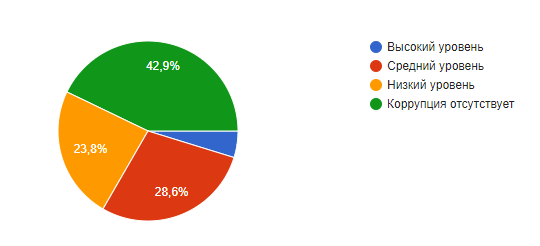 42,9%
23,8%
28,6%
Высокий уровень
Средний уровень
Низкий уровень
Коррупция отсутствует